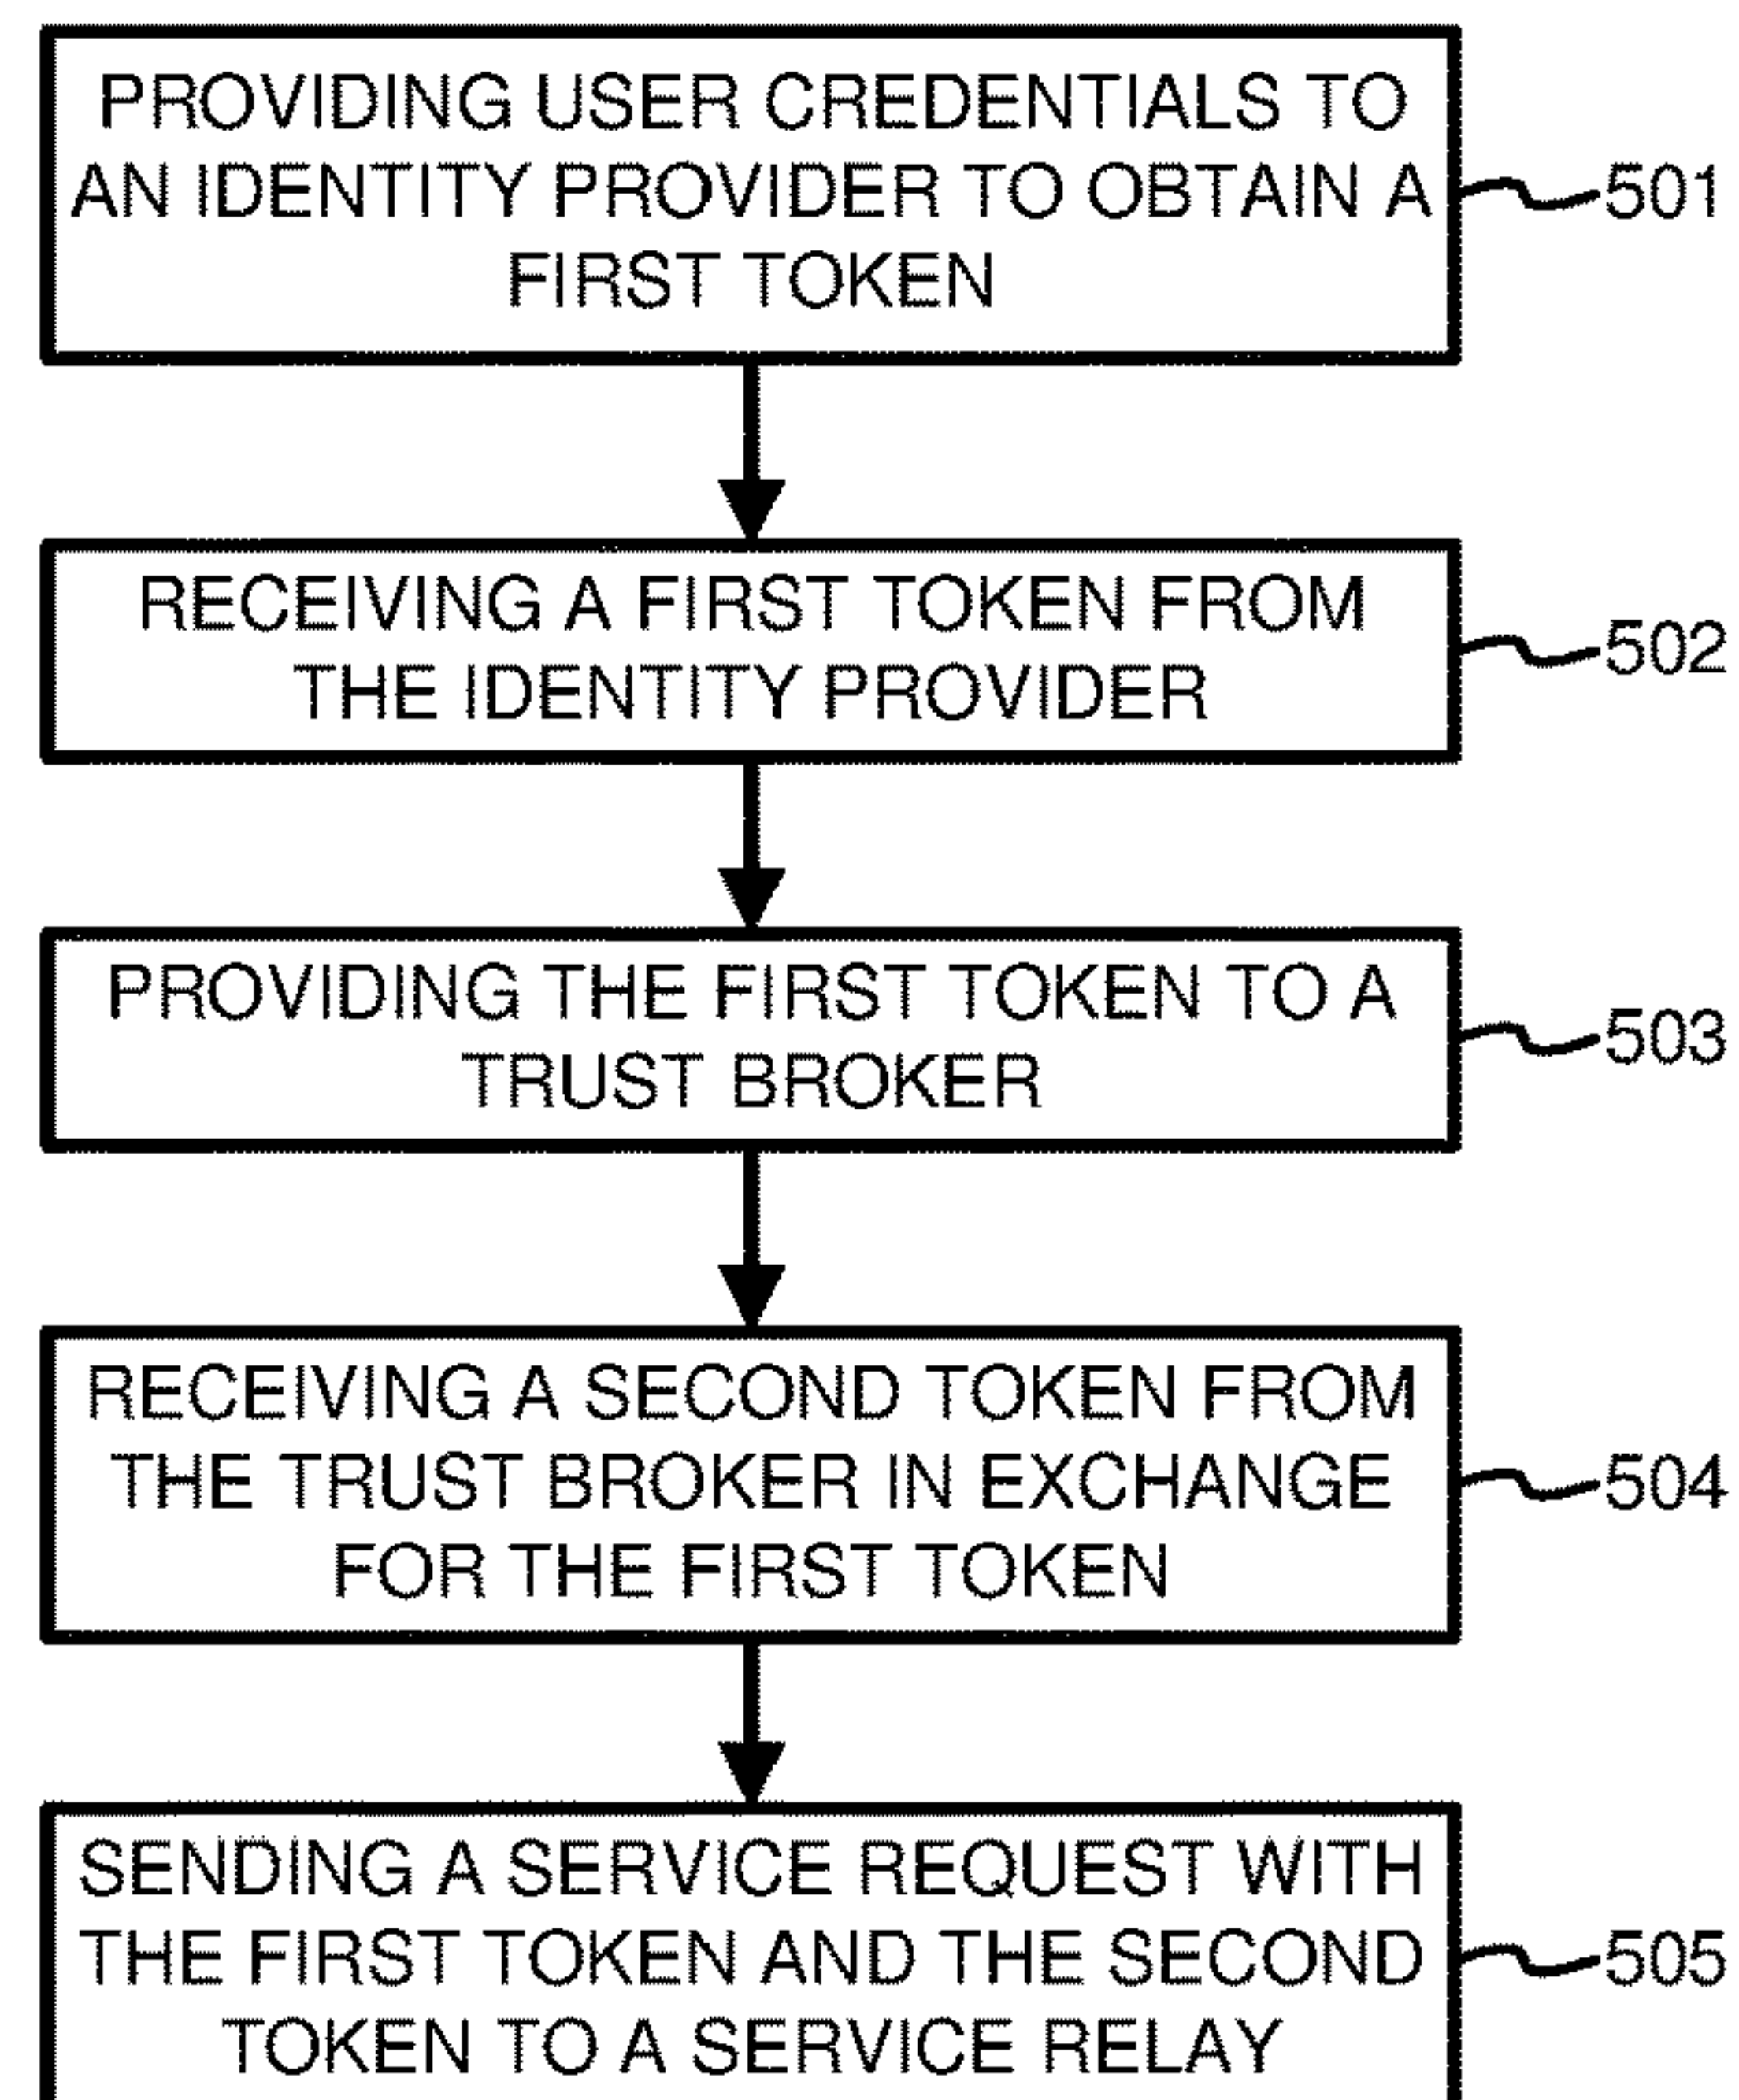 PROVIDING USER CREDENTIALS TO
AN IDENTITY PROVIDER TO OBTAIN A
FIRST TOKEN
501
RECEIVING A FIRST TOKEN FROM
THE IDENTITY PROVIDER
502
PROVIDING THE FIRST TOKEN TO A
TRUST BROKER
503
RECEIVING A SECOND TOKEN FROM
THE TRUST BROKER IN EXCHANGE
FOR THE FIRST TOKEN
504
SENDING A SERVICE REQUEST WITH
THE FIRST TOKEN AND THE SECOND
TOKEN TO A SERVICE RELAY
505